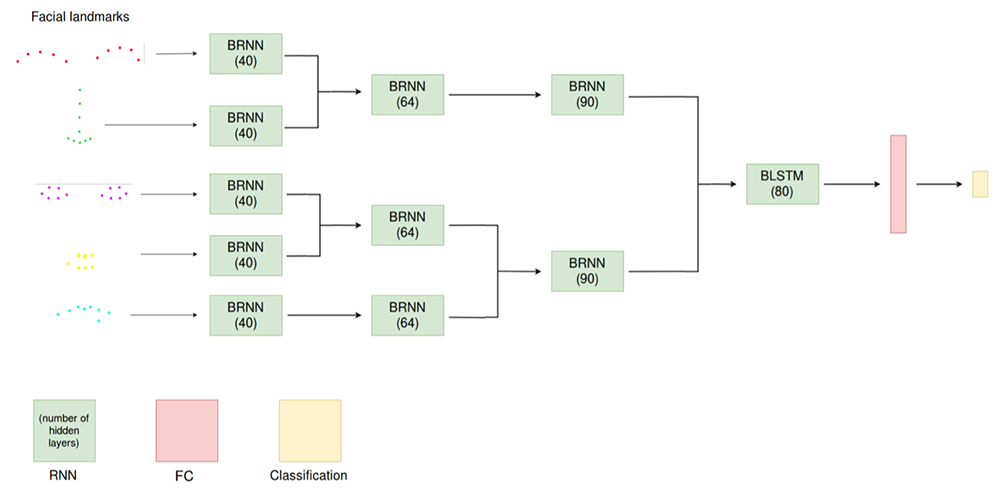 Facial landmarks
BRNN
(40)
BRNN
(40)
BRNN
(40)
BRNN
(40)
BRNN
(40)
BRNN
(64)
BRNN
(64)
BRNN
(64)
BRNN
(90)
BRNN
(90)
BLSTM
(80)
(number of
hidden
layers)
RNN
FC
Classification